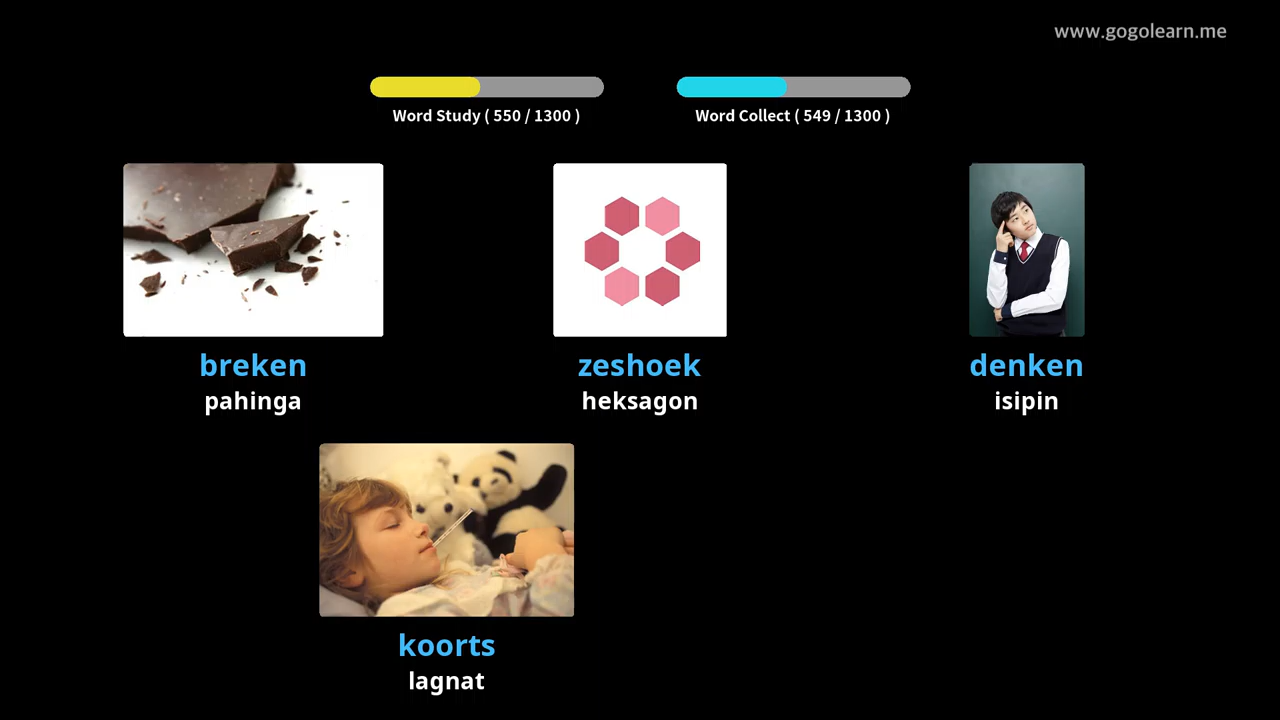 www.gogolearn.me
Word Study ( 550 / 1300 )
Word Collect ( 549 / 1300 )
breken
zeshoek
denken
pahinga
heksagon
isipin
koorts
lagnat